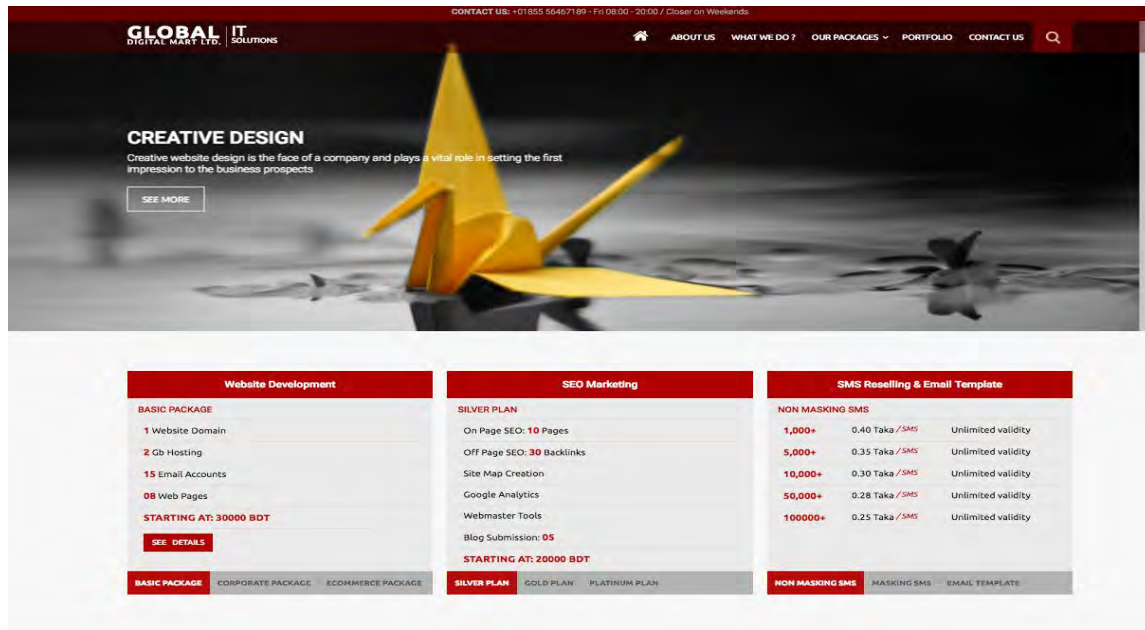 CONTACT US: +01855 56467189 - Fri 08:00 - 20:00 / Closer on Weekends
GLOBAL IT
DIGITAL MART LTD. SOLUTIONS
ABOUT US WHAT WE DO ? OUR PACKAGES PORTFOLIO CONTACT US
CREATIVE DESIGN
Creative website design is the face of a company and plays a vital role in setting the first
impression to the business prospects
SEE MORE
Website Development
BASIC PACKAGE
1 Website Domain
2 Gb Hosting
15 Email Accounts
08 Web Pages
STARTING AT: 30000 BDT
SEE DETAILS
BASIC PACKAGE CORPORATE PACKAGE ECOMMERCE PACKAGE
SEO Marketing
SILVER PLAN
On Page SEO: 10 Pages
Off Page SEO: 30 Backlinks
Site Map Creation
Google Analytics
Webmaster Tools
Blog Submission: 05
STARTING AT: 20000 BDT
SILVER PLAN GOLD PLAN PLATINUM PLAN
SMS Reselling & Email Template
NON MASKING SMS
1,000+ 0.40 Taka / SMS Unlimited validity
5,000+ 0.35 Taka / SMS Unlimited validity
10,000+ 0.30 Taka / SMS Unlimited validity
50,000+ 0.28 Taka / SMS Unlimited validity
100000+ 0.25 Taka / SMS Unlimited validity
NON MASKING SMS MASKING SMS EMAIL TEMPLATE